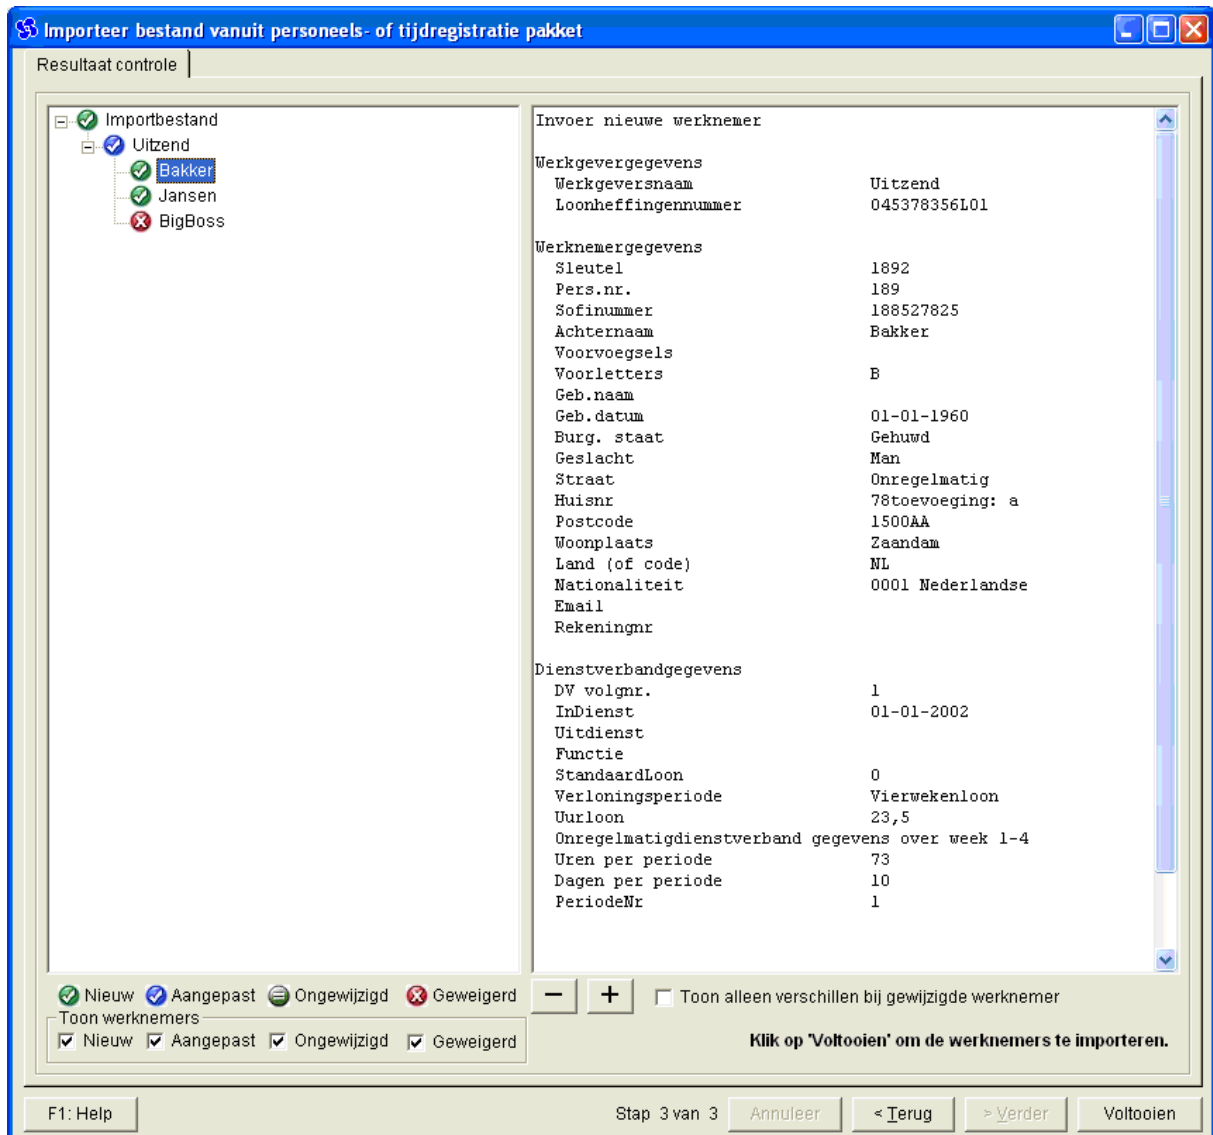 Importeer bestand vanuit personeels- of tijdregistratie pakket
Resultaat controle
Importbestand
Uitzend
Bakker
Jansen
BigBoss
Invoer nieuwe werknemer
Werkgevergegevens
Werkgeversnaam Uitzend
Loonheffingennummer 045378356L01
Werknemergegevens
Sleutel 1892
Pers.nr. 189
Sofinummer 188527825
Achternaam Bakker
Voorvoegsels
Voorletters B
Geb.naam
Geb.datum 01-01-1960
Burg. staat Gehuwd
Geslacht Man
Straat Onregelmatig
Huisnr 78toevoeging: a
Postcode 1500AA
Woonplaats Zaandam
Land (of code) NL
Nationaliteit 0001 Nederlandse
Email
Rekeningnr
Dienstverbandgegevens
DV volgnr. 1
InDienst 01-01-2002
Uitdienst
Functie
StandaardLoon 0
Verloningsperiode Vierwekenloon
Uurloon 23,5
Onregelmatigdienstverband gegevens over week 1-4
Uren per periode 73
Dagen per periode 10
PeriodeNr 1
Nieuw Aangepast Ongewijzigd Geweigerd − + Toon alleen verschillen bij gewijzigde werknemer
Toon werknemers
Nieuw Aangepast Ongewijzigd Geweigerd
Klik op 'Voltooien' om de werknemers te importeren.
F1: Help Stap 3 van 3 Annuleer < Terug > Verder Voltooien